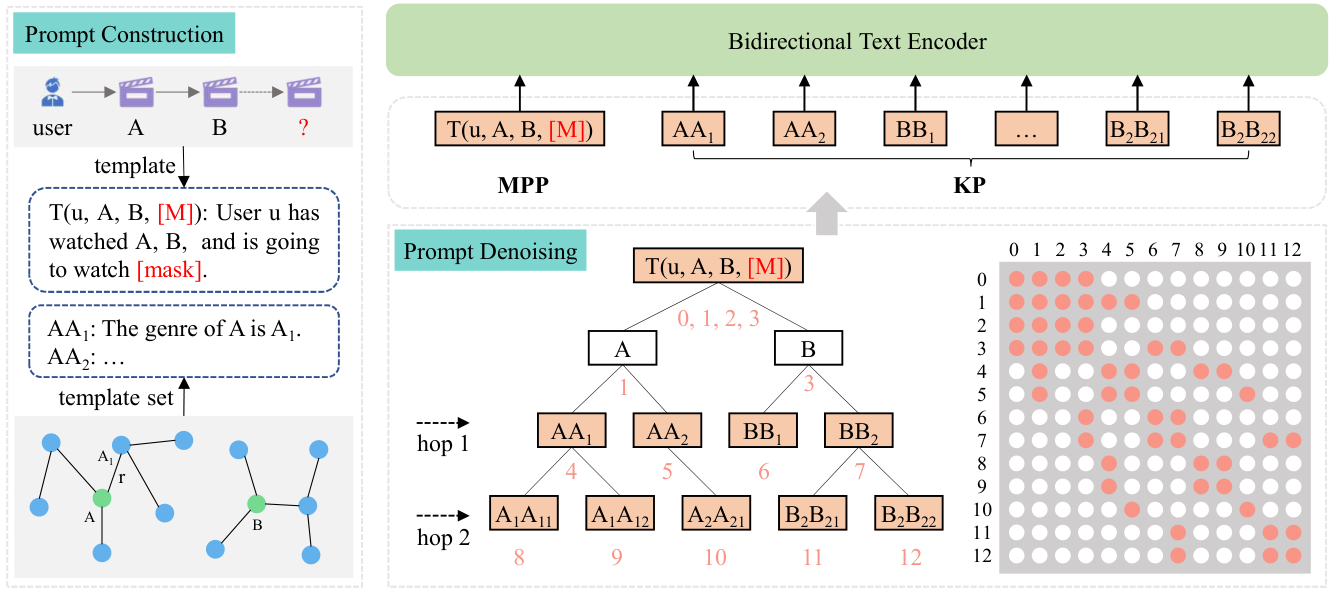 Prompt Construction
user
A
B
?
template
T(u, A, B, [M]): User u has
watched A, B, and is going
to watch [mask].
AA₁: The genre of A is A₁.
AA₂: …
template set
A₁
r
A
B
Bidirectional Text Encoder
T(u, A, B, [M])
AA₁
AA₂
BB₁
…
B₂B₂₁
B₂B₂₂
MPP
KP
Prompt Denoising
T(u, A, B, [M])
0, 1, 2, 3
A
B
1
3
hop 1
AA₁
AA₂
BB₁
BB₂
4
5
6
7
hop 2
A₁A₁₁
A₁A₁₂
A₂A₂₁
B₂B₂₁
B₂B₂₂
8
9
10
11
12
0 1 2 3 4 5 6 7 8 9 10 11 12
0
1
2
3
4
5
6
7
8
9
10
11
12